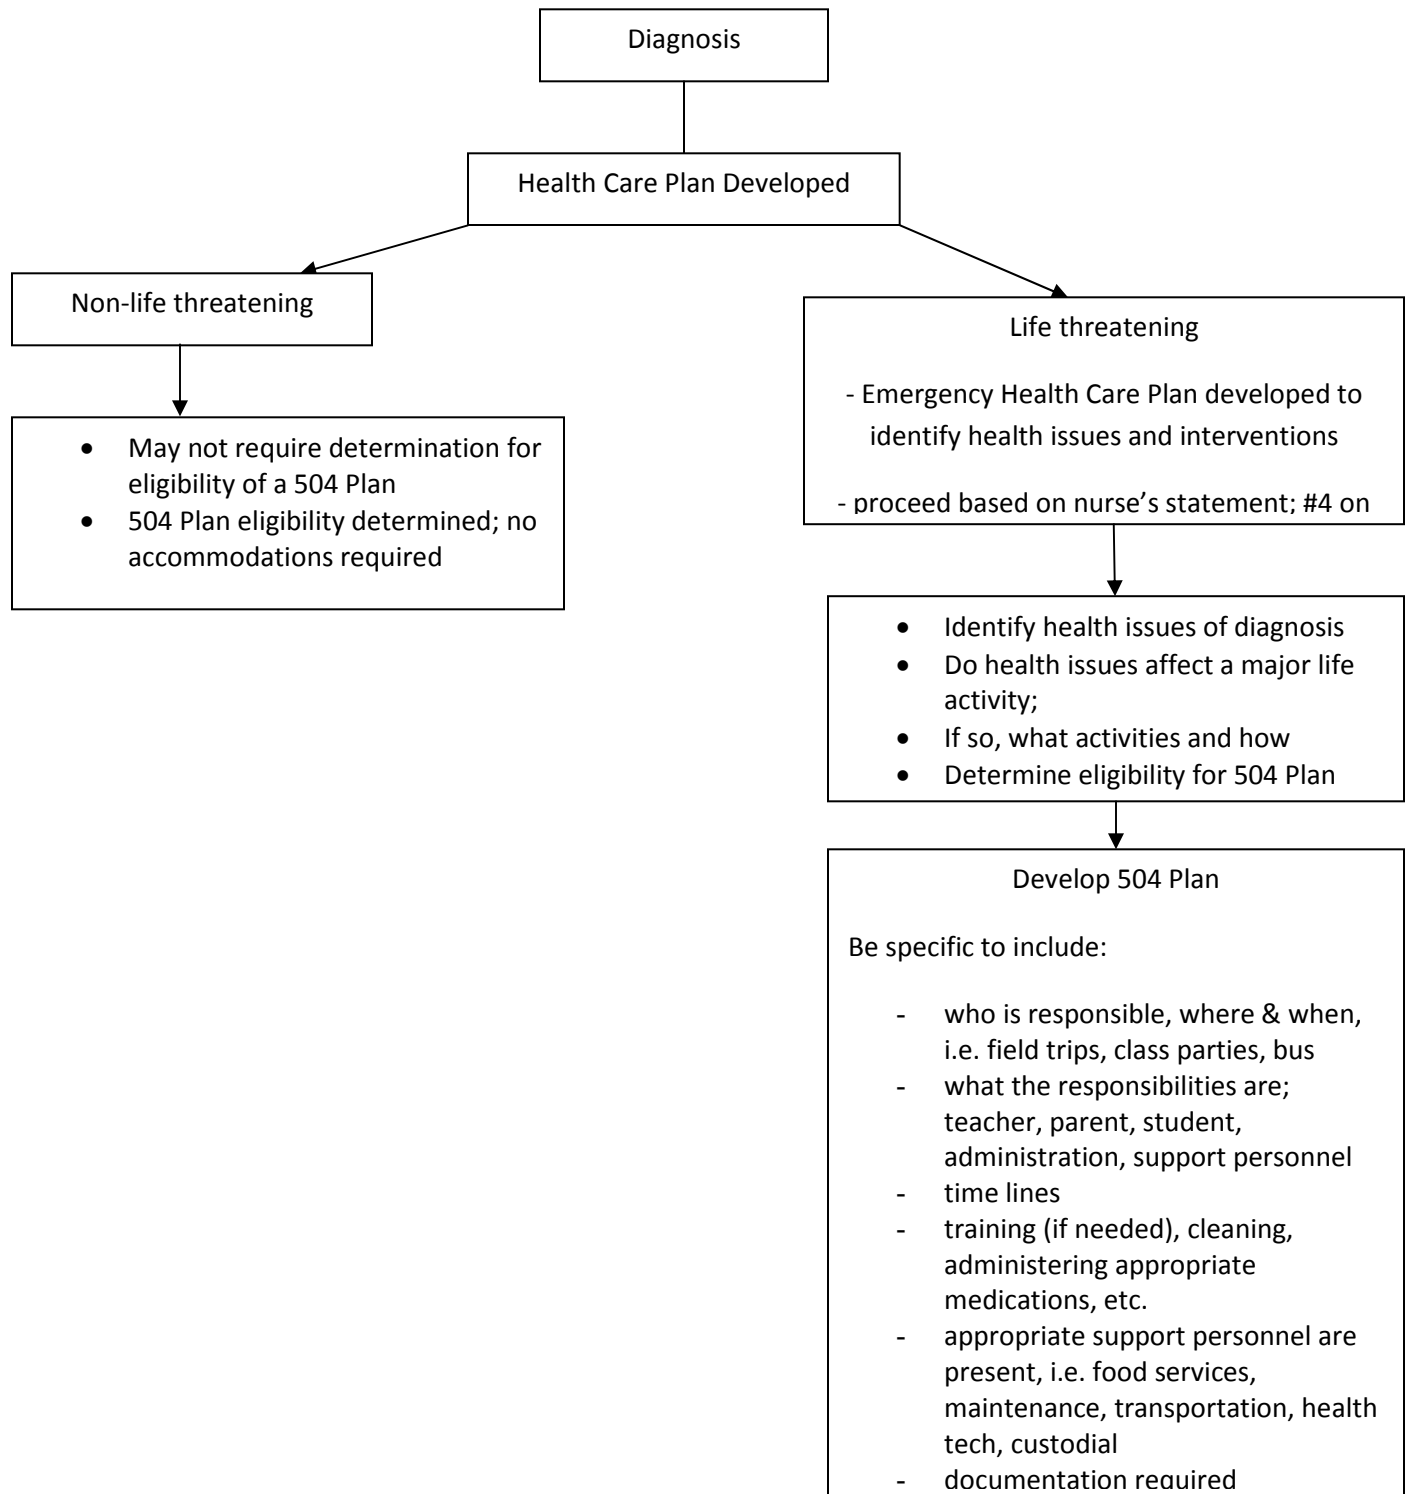 Diagnosis
Health Care Plan Developed
Non-life threatening
• May not require determination for
eligibility of a 504 Plan
• 504 Plan eligibility determined; no
accommodations required
Life threatening
- Emergency Health Care Plan developed to
identify health issues and interventions
- proceed based on nurse’s statement; #4 on
• Identify health issues of diagnosis
• Do health issues affect a major life
activity;
• If so, what activities and how
• Determine eligibility for 504 Plan
Develop 504 Plan
Be specific to include:
- who is responsible, where & when,
i.e. field trips, class parties, bus
- what the responsibilities are;
teacher, parent, student,
administration, support personnel
- time lines
- training (if needed), cleaning,
administering appropriate
medications, etc.
- appropriate support personnel are
present, i.e. food services,
maintenance, transportation, health
tech, custodial
- documentation required